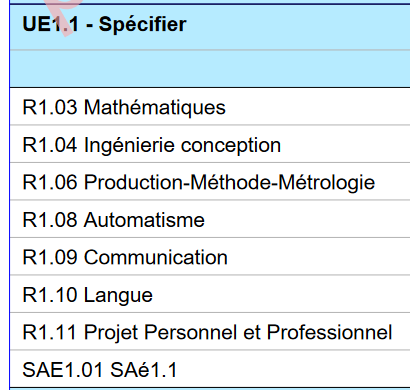 UE1.1 - Spécifier
R1.03 Mathématiques
R1.04 Ingénierie conception
R1.06 Production-Méthode-Métrologie
R1.08 Automatisme
R1.09 Communication
R1.10 Langue
R1.11 Projet Personnel et Professionnel
SAE1.01 SAé1.1